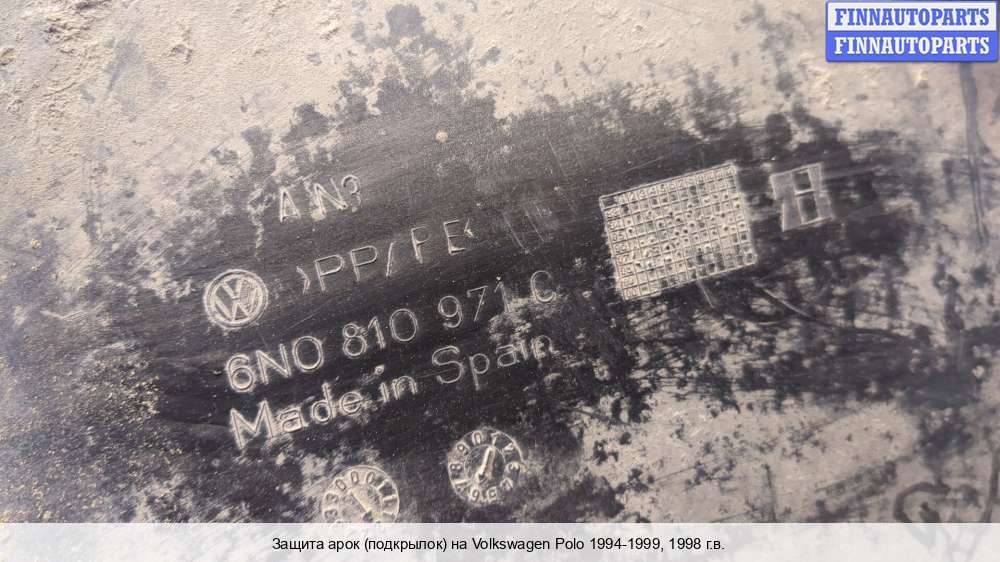 FINNAUTOPARTS
FINNAUTOPARTS
>PP/PE<
6N0 810 971 C
Made in Spain
Защита арок (подкрылок) на Volkswagen Polo 1994-1999, 1998 г.в.